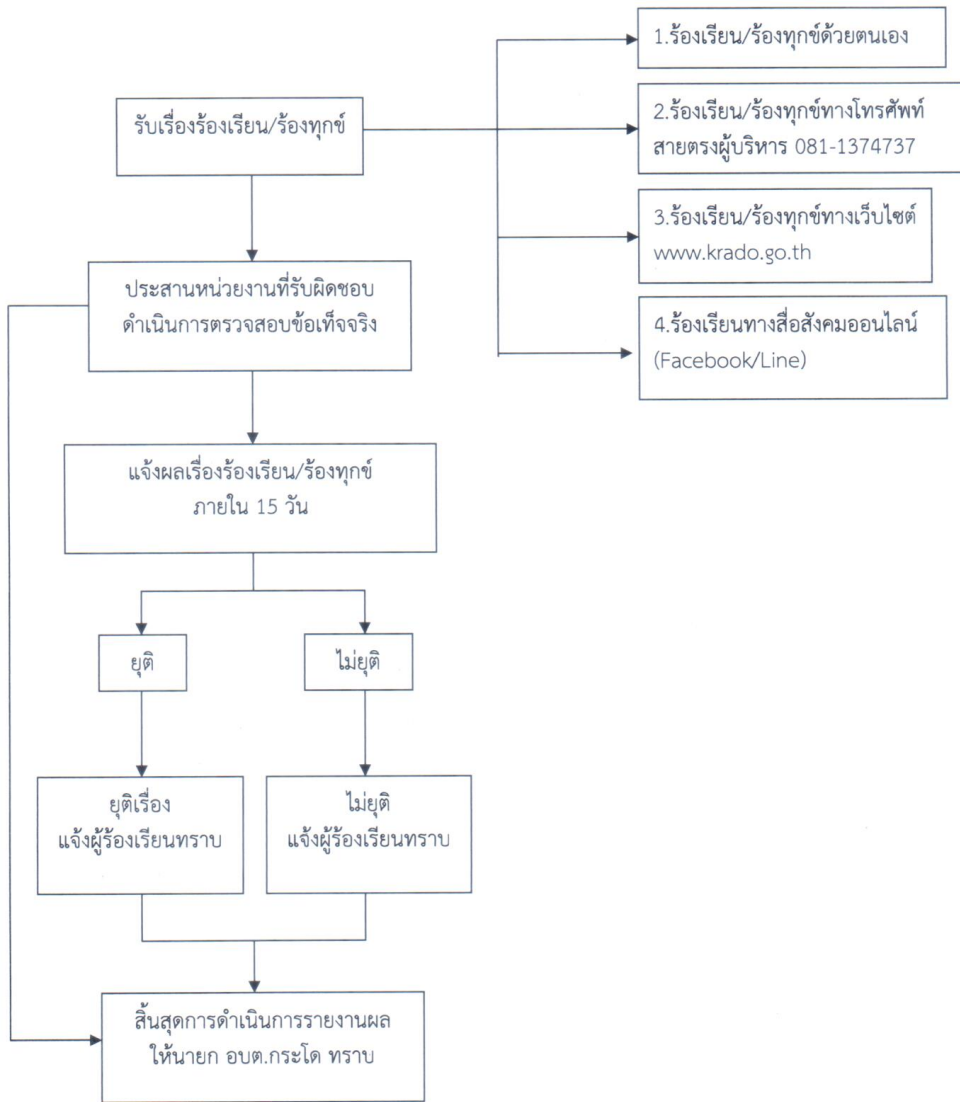 รับเรื่องร้องเรียน/ร้องทุกข์
1.ร้องเรียน/ร้องทุกข์ด้วยตนเอง
2.ร้องเรียน/ร้องทุกข์ทางโทรศัพท์
สายตรงผู้บริหาร 081-1374737
3.ร้องเรียน/ร้องทุกข์ทางเว็บไซต์
www.krado.go.th
4.ร้องเรียนทางสื่อสังคมออนไลน์
(Facebook/Line)
ประสานหน่วยงานที่รับผิดชอบ
ดำเนินการตรวจสอบข้อเท็จจริง
แจ้งผลเรื่องร้องเรียน/ร้องทุกข์
ภายใน 15 วัน
ยุติ
ไม่ยุติ
ยุติเรื่อง
แจ้งผู้ร้องเรียนทราบ
ไม่ยุติ
แจ้งผู้ร้องเรียนทราบ
สิ้นสุดการดำเนินการรายงานผล
ให้นายก อบต.กระโด ทราบ